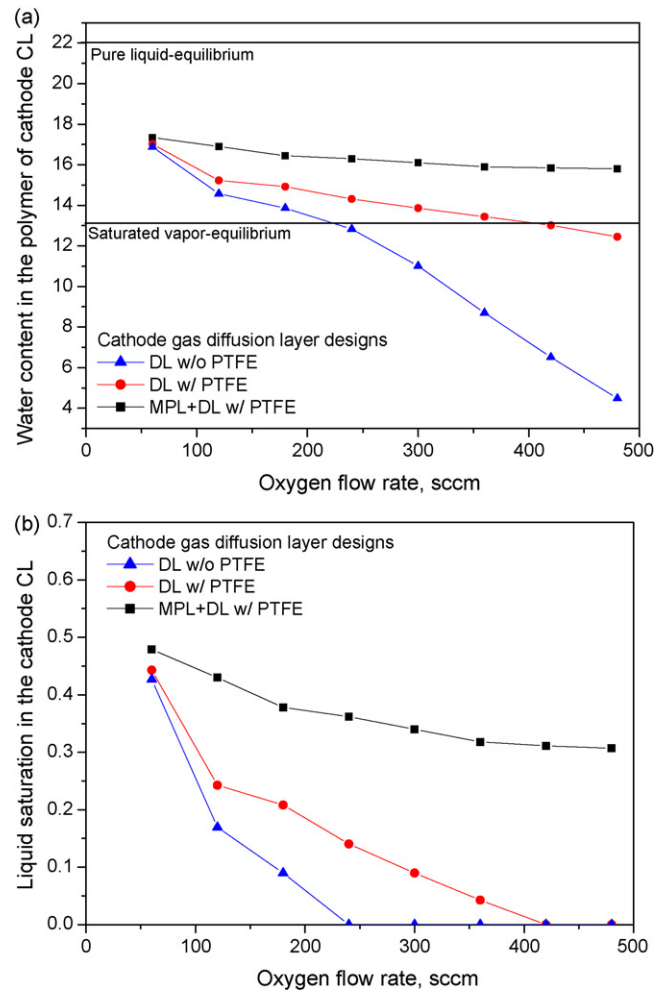 (a)
Water content in the polymer of cathode CL
22
20
18
16
14
12
10
8
6
4
Pure liquid-equilibrium
Saturated vapor-equilibrium
Cathode gas diffusion layer designs
DL w/o PTFE
DL w/ PTFE
MPL+DL w/ PTFE
0 100 200 300 400 500
Oxygen flow rate, sccm
(b)
Liquid saturation in the cathode CL
0.7
0.6
0.5
0.4
0.3
0.2
0.1
0.0
Cathode gas diffusion layer designs
DL w/o PTFE
DL w/ PTFE
MPL+DL w/ PTFE
0 100 200 300 400 500
Oxygen flow rate, sccm